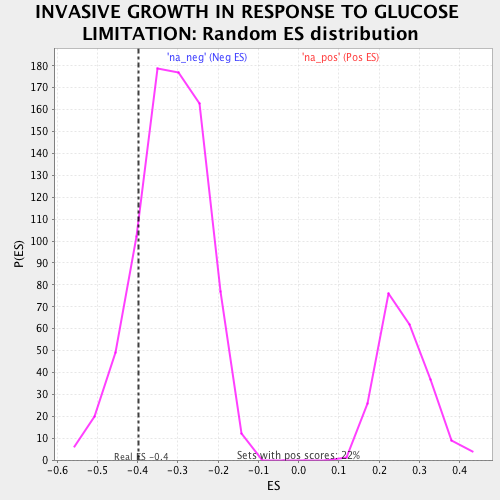 INVASIVE GROWTH IN RESPONSE TO GLUCOSE
LIMITATION: Random ES distribution
'na_neg' (Neg ES) 'na_pos' (Pos ES)
180
170
160
150
140
130
120
110
100
90
80
70
60
50
40
30
20
10
0
P(ES)
Real ES -0.4
Sets with pos scores: 22%
-0.6 -0.5 -0.4 -0.3 -0.2 -0.1 0.0 0.1 0.2 0.3 0.4
ES